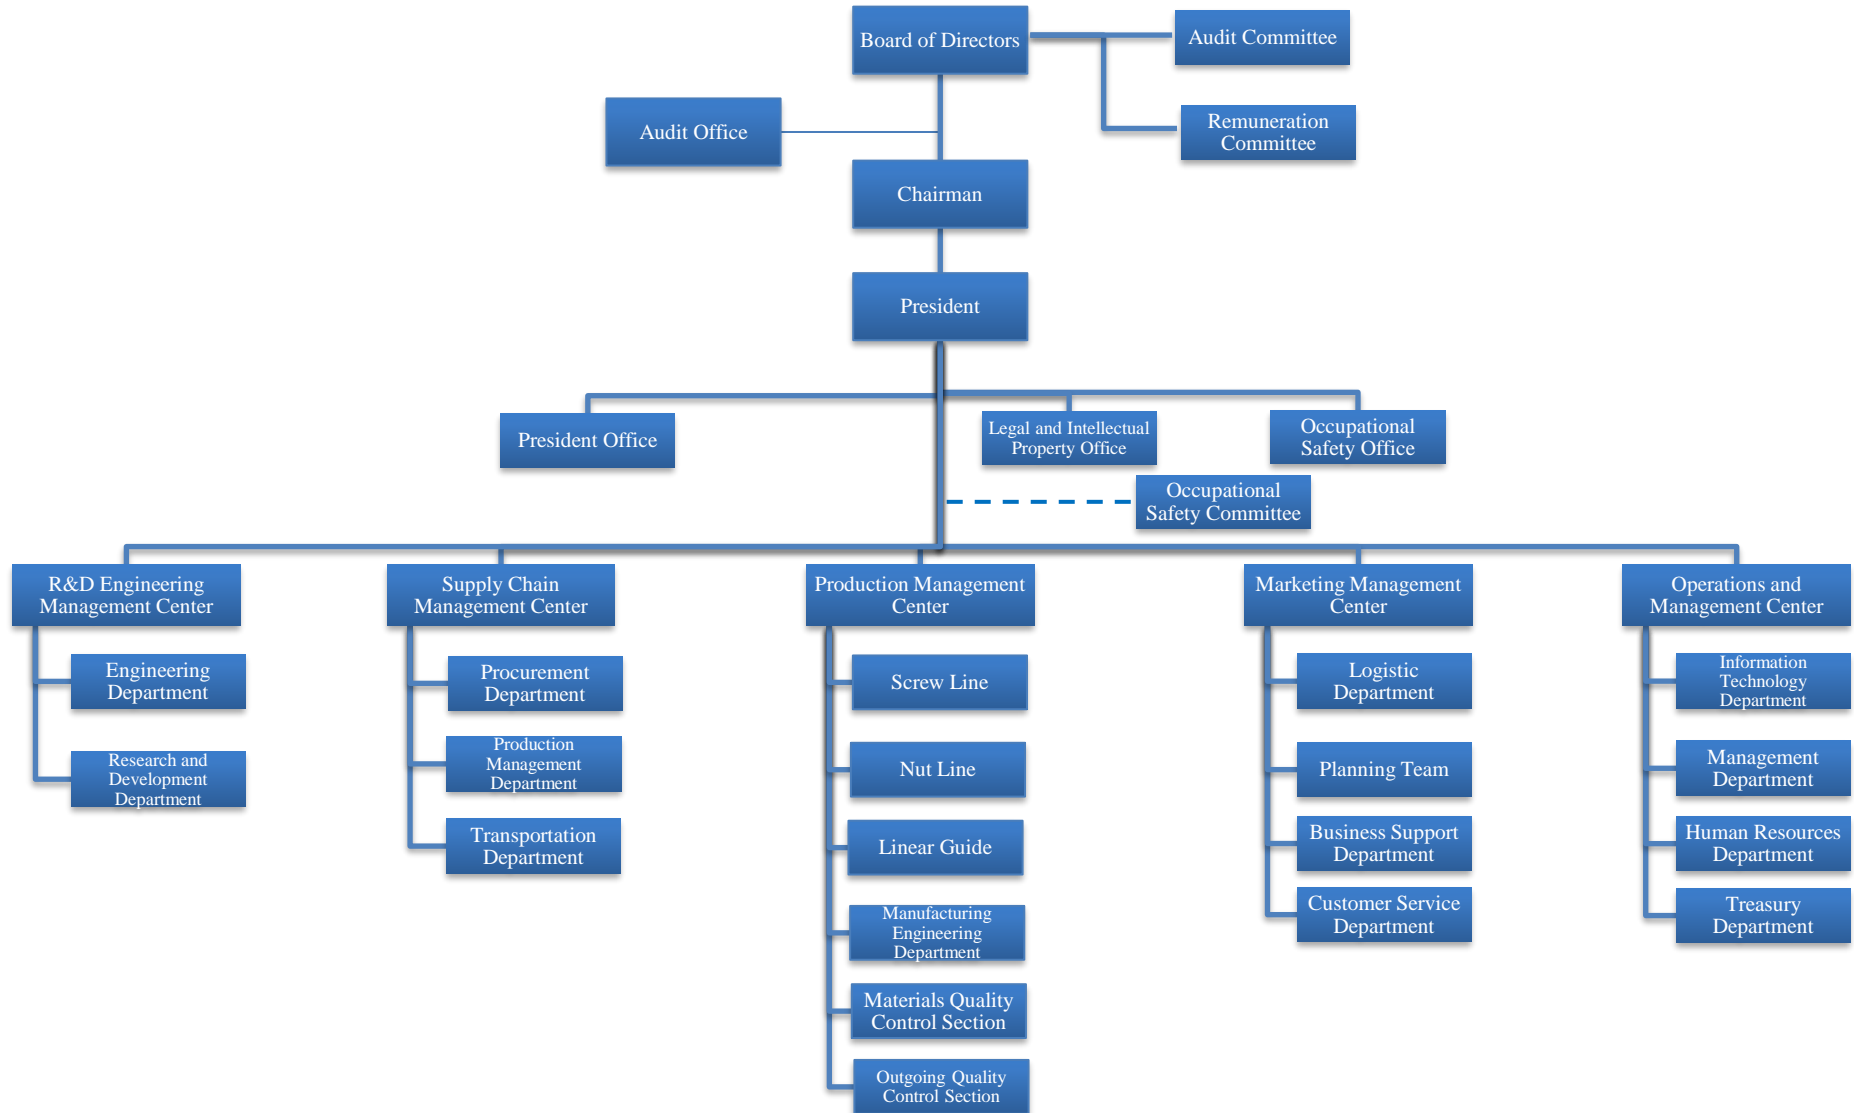 Board of Directors
Audit Committee
Audit Office
Remuneration
Committee
Chairman
President
President Office
Legal and Intellectual
Property Office
Occupational
Safety Office
Occupational
Safety Committee
R&D Engineering
Management Center
Engineering
Department
Research and
Development
Department
Supply Chain
Management Center
Procurement
Department
Production
Management
Department
Transportation
Department
Production Management
Center
Screw Line
Nut Line
Linear Guide
Manufacturing
Engineering
Department
Materials Quality
Control Section
Outgoing Quality
Control Section
Marketing Management
Center
Logistic
Department
Planning Team
Business Support
Department
Customer Service
Department
Operations and
Management Center
Information
Technology
Department
Management
Department
Human Resources
Department
Treasury
Department